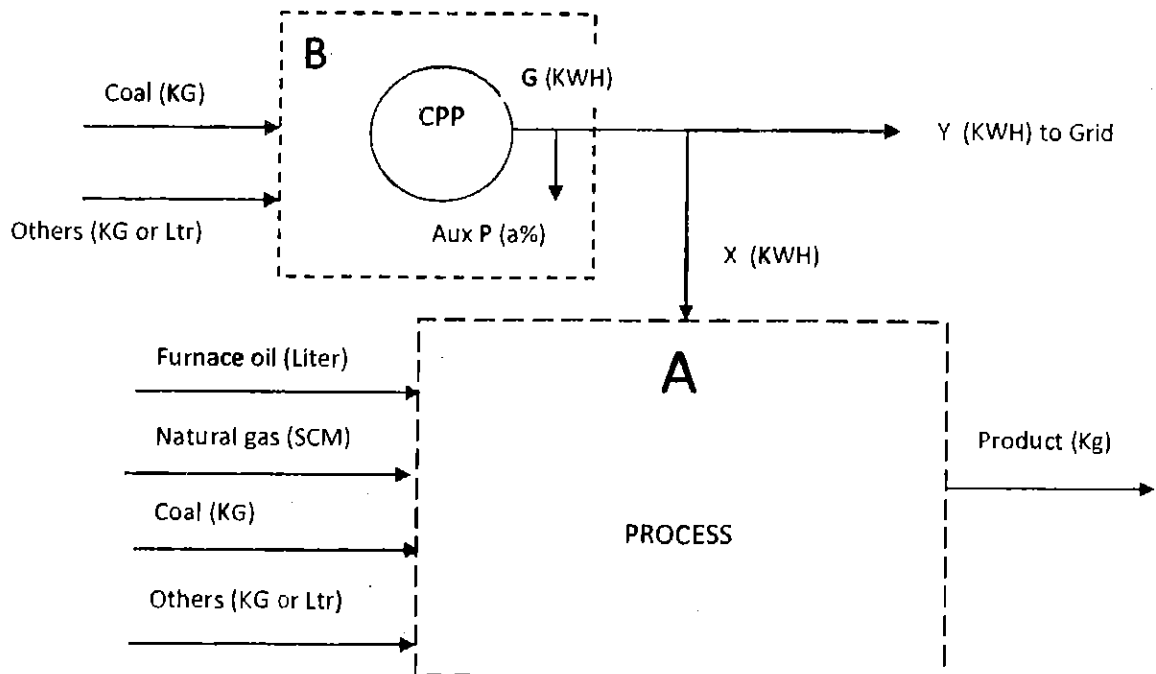 B
G (KWH)
Coal (KG)
CPP
Y (KWH) to Grid
Others (KG or Ltr)
Aux P (a%)
X (KWH)
Furnace oil (Liter)
A
Natural gas (SCM)
Product (Kg)
Coal (KG)
PROCESS
Others (KG or Ltr)